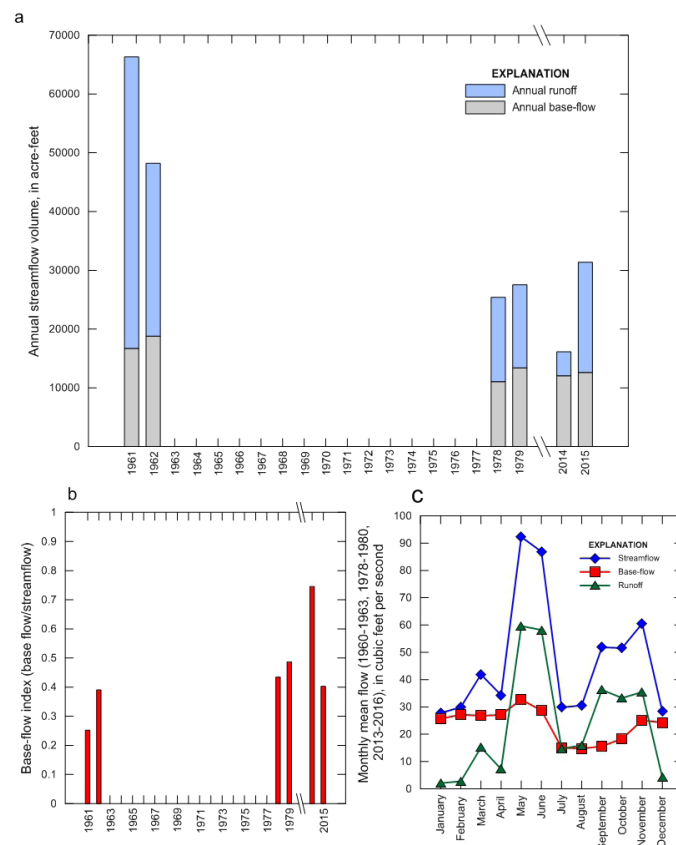 a
70000
60000
50000
40000
30000
20000
10000
0
Annual streamflow volume, in acre-feet
EXPLANATION
Annual runoff
Annual base-flow
1961
1962
1963
1964
1965
1966
1967
1968
1969
1970
1971
1972
1973
1974
1975
1976
1977
1978
1979
2014
2015
b
1
0.9
0.8
0.7
0.6
0.5
0.4
0.3
0.2
0.1
0
Base-flow index (base flow/streamflow)
1961
1963
1965
1967
1969
1971
1973
1975
1977
1979
2015
c
Monthly mean flow (1960-1963, 1978-1980,
2013-2016), in cubic feet per second
100
90
80
70
60
50
40
30
20
10
0
EXPLANATION
Streamflow
Base-flow
Runoff
January
February
March
April
May
June
July
August
September
October
November
December